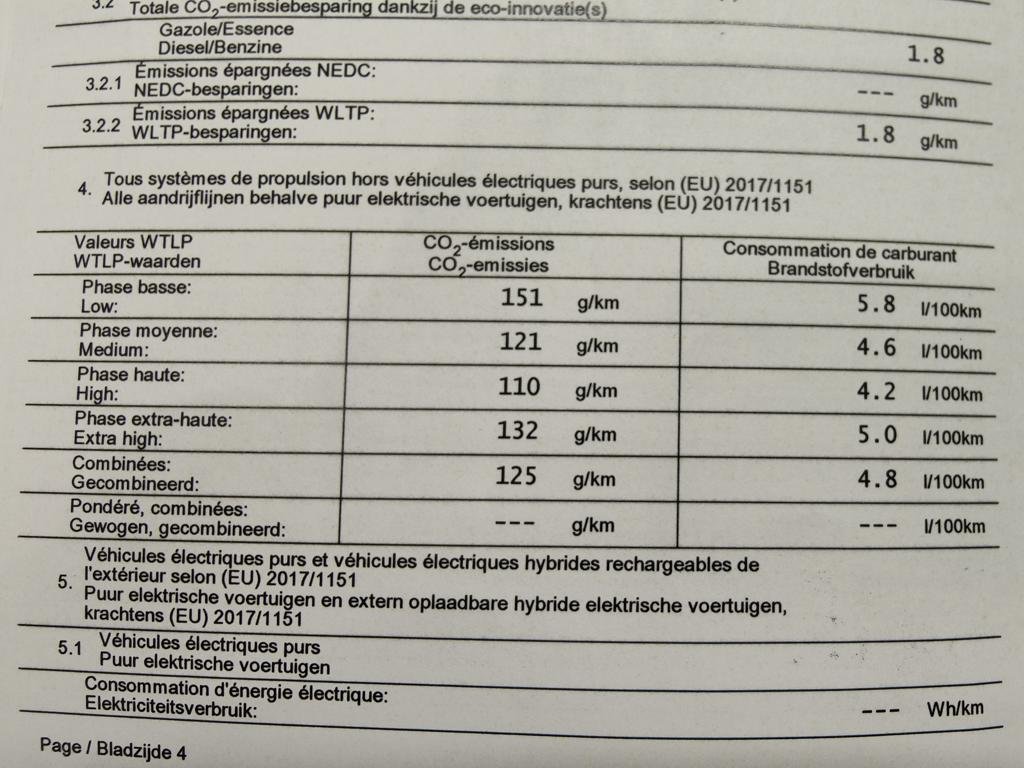 3.2 Totale CO₂-emissiebesparing dankzij de eco-innovatie(s)
Gazole/Essence
Diesel/Benzine 1.8
3.2.1 Émissions épargnées NEDC:
NEDC-besparingen: --- g/km
3.2.2 Émissions épargnées WLTP:
WLTP-besparingen: 1.8 g/km
4. Tous systèmes de propulsion hors véhicules électriques purs, selon (EU) 2017/1151
Alle aandrijflijnen behalve puur elektrische voertuigen, krachtens (EU) 2017/1151
Valeurs WTLP CO₂-émissions Consommation de carburant
WTLP-waarden CO₂-emissies Brandstofverbruik
Phase basse:
Low: 151 g/km 5.8 l/100km
Phase moyenne:
Medium: 121 g/km 4.6 l/100km
Phase haute:
High: 110 g/km 4.2 l/100km
Phase extra-haute:
Extra high: 132 g/km 5.0 l/100km
Combinées:
Gecombineerd: 125 g/km 4.8 l/100km
Pondéré, combinées:
Gewogen, gecombineerd: --- g/km --- l/100km
5. Véhicules électriques purs et véhicules électriques hybrides rechargeables de
l'extérieur selon (EU) 2017/1151
Puur elektrische voertuigen en extern oplaadbare hybride elektrische voertuigen,
krachtens (EU) 2017/1151
5.1 Véhicules électriques purs
Puur elektrische voertuigen
Consommation d'énergie électrique:
Elektriciteitsverbruik: --- Wh/km
Page / Bladzijde 4